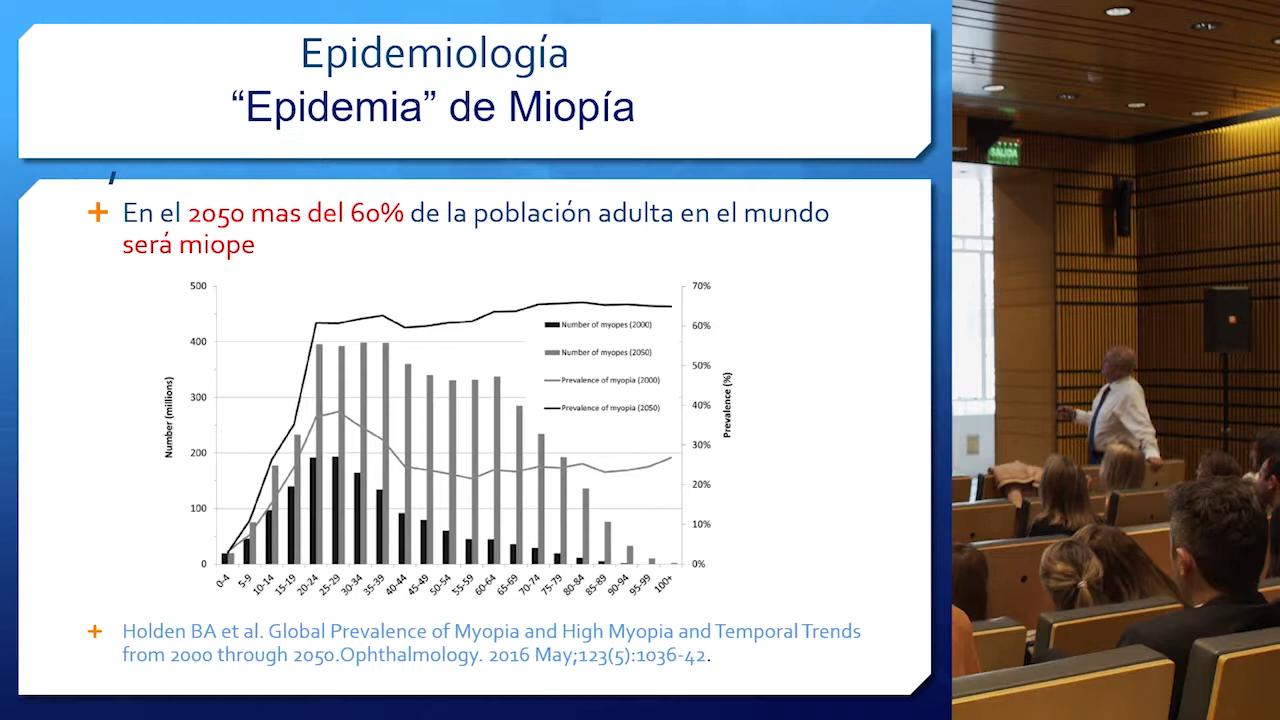 Epidemiología
“Epidemia” de Miopía
,
En el 2050 mas del 60% de la población adulta en el mundo
será miope
500
400
300
200
100
0
Number (millions)
70%
60%
50%
40%
30%
20%
10%
0%
Prevalence (%)
Number of myopes (2000)
Number of myopes (2050)
Prevalence of myopia (2000)
Prevalence of myopia (2050)
0-4 5-9 10-14 15-19 20-24 25-29 30-34 35-39 40-44 45-49 50-54 55-59 60-64 65-69 70-74 75-79 80-84 85-89 90-94 95-99 100+
Holden BA et al. Global Prevalence of Myopia and High Myopia and Temporal Trends
from 2000 through 2050.Ophthalmology. 2016 May;123(5):1036-42.
SALIDA